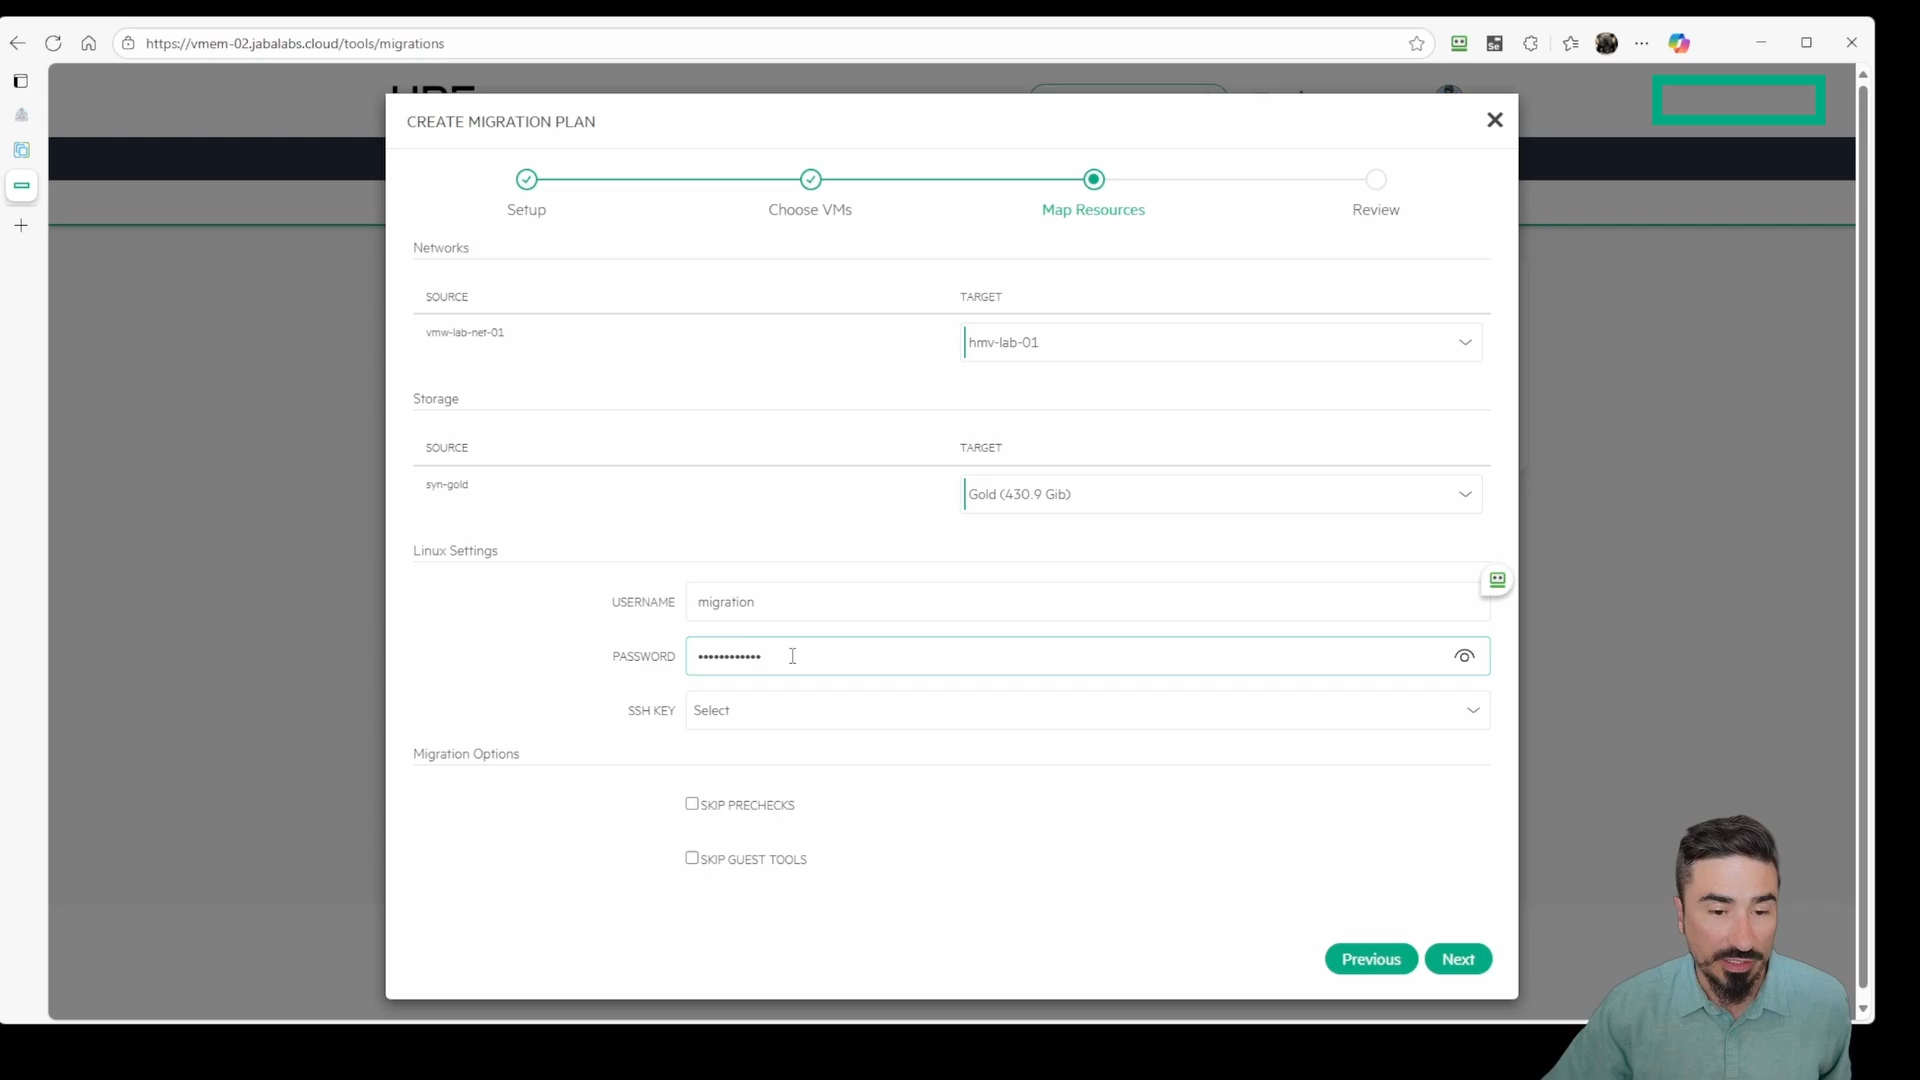 https://vmem-02.jabalabs.cloud/tools/migrations
CREATE MIGRATION PLAN
Setup
Choose VMs
Map Resources
Review
Networks
SOURCE
TARGET
vmw-lab-net-01
hmv-lab-01
Storage
SOURCE
TARGET
syn-gold
Gold (430.9 Gib)
Linux Settings
USERNAME
migration
PASSWORD
••••••••••••
SSH KEY
Select
Migration Options
SKIP PRECHECKS
SKIP GUEST TOOLS
Previous
Next